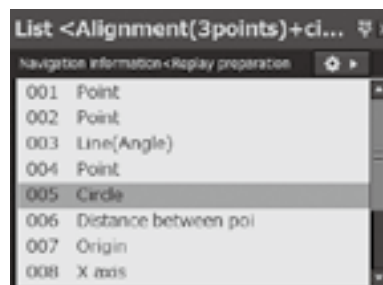 List <Alignment(3points)+ci...
Navigation information<Replay preparation
001 Point
002 Point
003 Line(Angle)
004 Point
005 Circle
006 Distance between poi
007 Origin
008 X axis